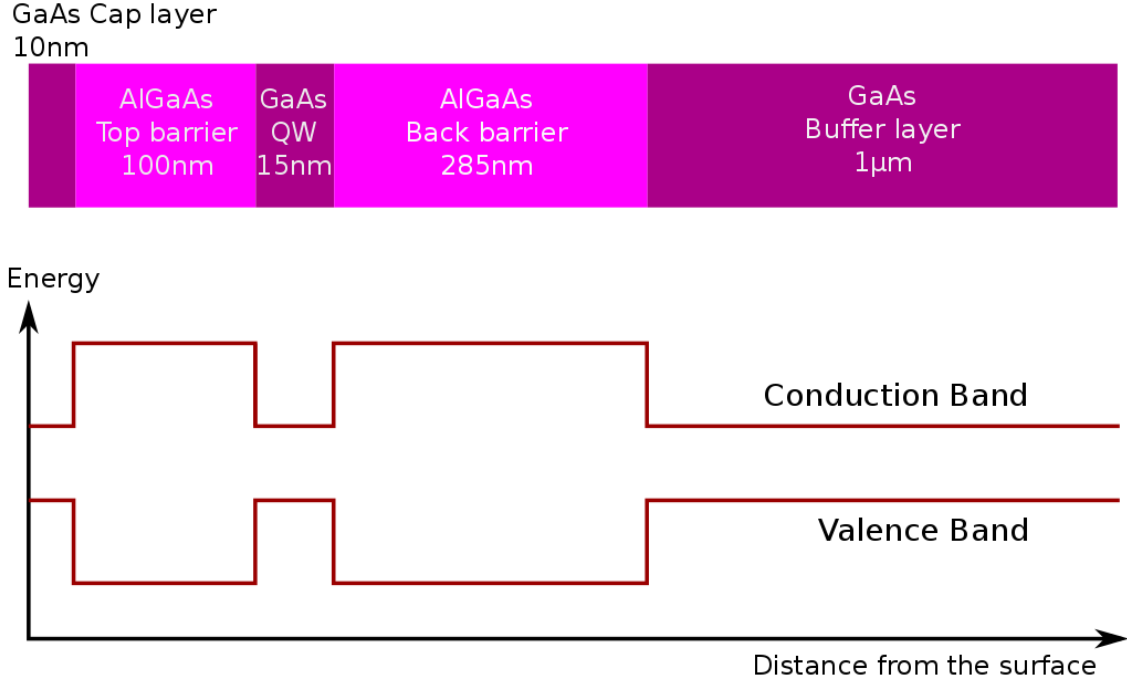 GaAs Cap layer
10nm
AlGaAs
Top barrier
100nm
GaAs
QW
15nm
AlGaAs
Back barrier
285nm
GaAs
Buffer layer
1µm
Energy
Conduction Band
Valence Band
Distance from the surface